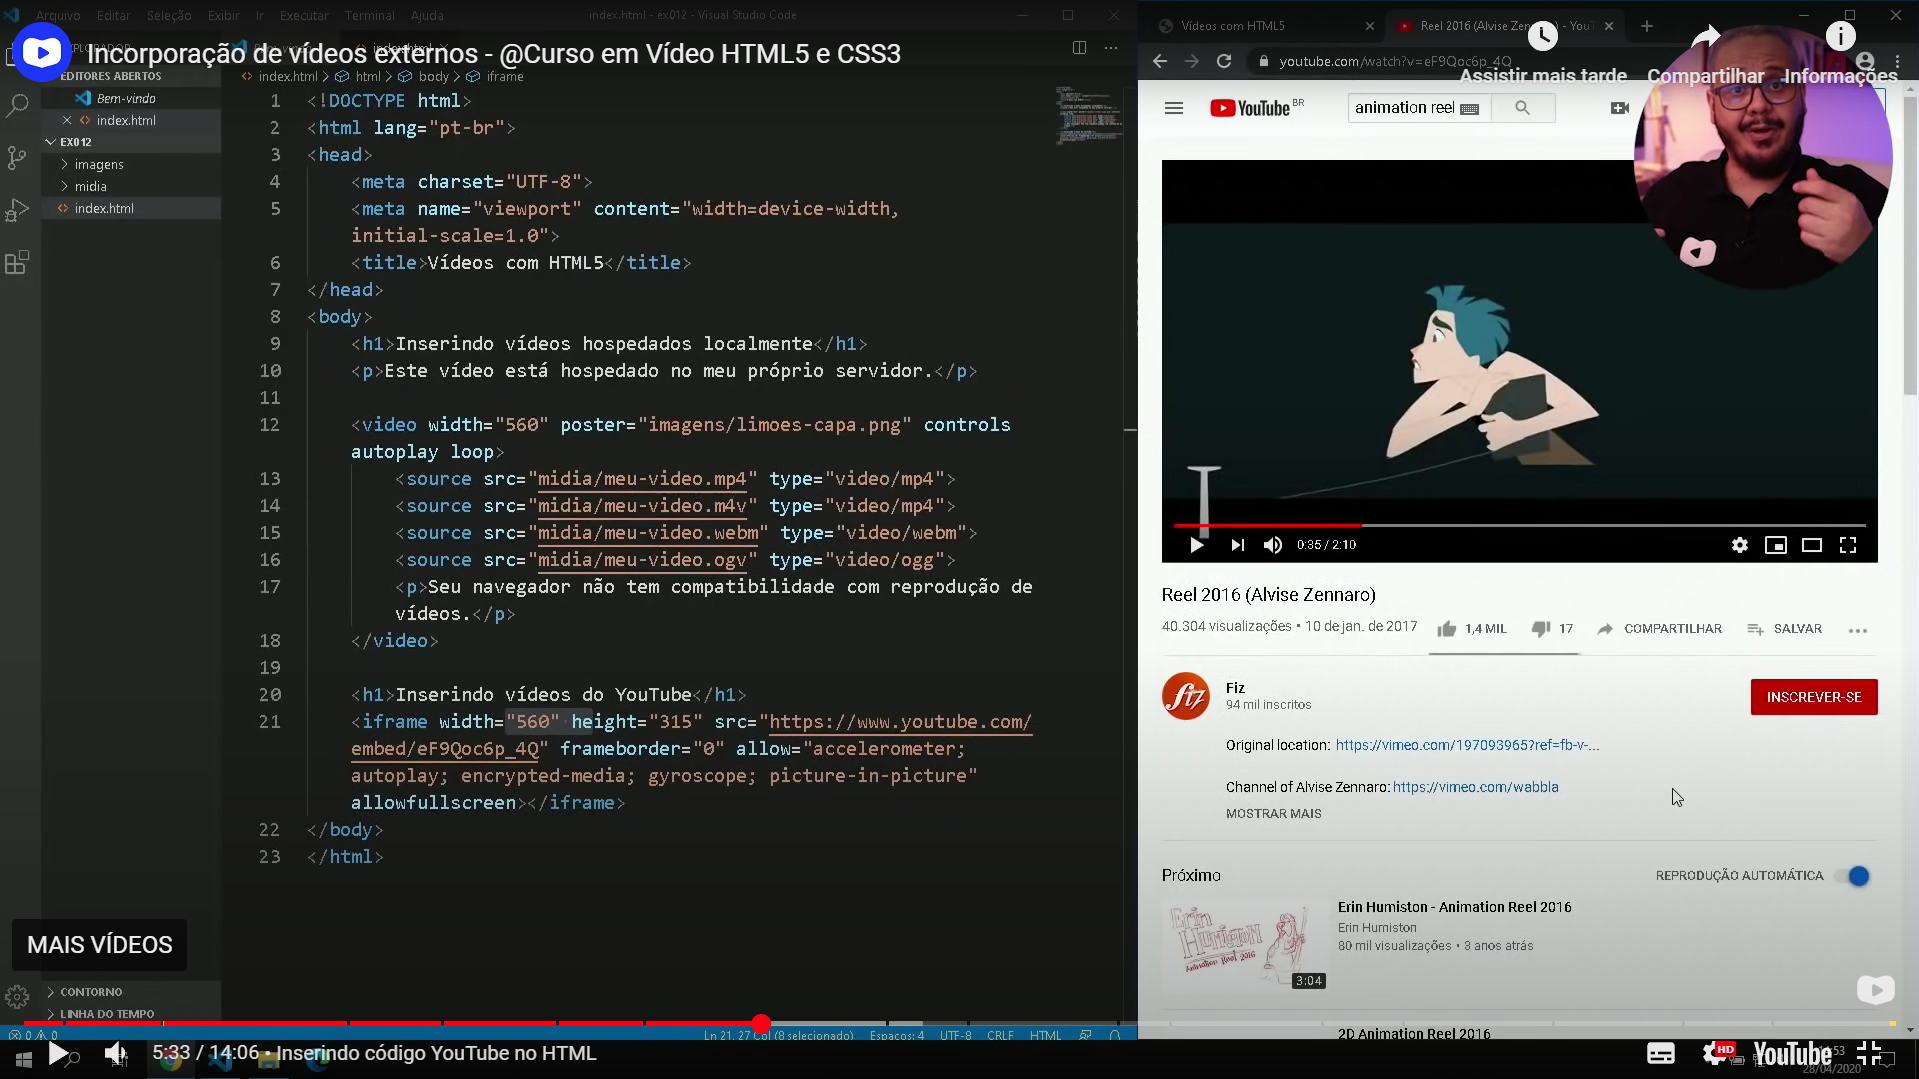 Arquivo Editar Seleção Exibir Ir Executar Terminal Ajuda
index.html - ex012 - Visual Studio Code
Incorporação de vídeos externos - @Curso em Vídeo HTML5 e CSS3
EDITORES ABERTOS
Bem-vindo
index.html
EX012
imagens
midia
index.html
CONTORNO
LINHA DO TEMPO
index.html > html > body > iframe
1 <!DOCTYPE html>
2 <html lang="pt-br">
3 <head>
4 <meta charset="UTF-8">
5 <meta name="viewport" content="width=device-width,
initial-scale=1.0">
6 <title>Vídeos com HTML5</title>
7 </head>
8 <body>
9 <h1>Inserindo vídeos hospedados localmente</h1>
10 <p>Este vídeo está hospedado no meu próprio servidor.</p>
11
12 <video width="560" poster="imagens/limoes-capa.png" controls
autoplay loop>
13 <source src="midia/meu-video.mp4" type="video/mp4">
14 <source src="midia/meu-video.m4v" type="video/mp4">
15 <source src="midia/meu-video.webm" type="video/webm">
16 <source src="midia/meu-video.ogv" type="video/ogg">
17 <p>Seu navegador não tem compatibilidade com reprodução de
vídeos.</p>
18 </video>
19
20 <h1>Inserindo vídeos do YouTube</h1>
21 <iframe width="560" height="315" src="https://www.youtube.com/
embed/eF9Qoc6p_4Q" frameborder="0" allow="accelerometer;
autoplay; encrypted-media; gyroscope; picture-in-picture"
allowfullscreen></iframe>
22 </body>
23 </html>
Vídeos com HTML5
Reel 2016 (Alvise Zennaro) - YouT
youtube.com/watch?v=eF9Qoc6p_4Q
Assistir mais tarde Compartilhar Informações
YouTube BR
animation reel
0:35 / 2:10
Reel 2016 (Alvise Zennaro)
40.304 visualizações • 10 de jan. de 2017
1,4 MIL 17 COMPARTILHAR SALVAR
Fiz
94 mil inscritos
INSCREVER-SE
Original location: https://vimeo.com/197093965?ref=fb-v-...
Channel of Alvise Zennaro: https://vimeo.com/wabbla
MOSTRAR MAIS
Próximo
REPRODUÇÃO AUTOMÁTICA
Erin Humiston
Animation Reel 2016
3:04
Erin Humiston - Animation Reel 2016
Erin Humiston
80 mil visualizações • 3 anos atrás
2D Animation Reel 2016
MAIS VÍDEOS
Ln 21, 27 Col (8 selecionado) Espaços: 4 UTF-8 CRLF HTML
5:33 / 14:06 • Inserindo código YouTube no HTML
HD
YouTube
28/04/2020